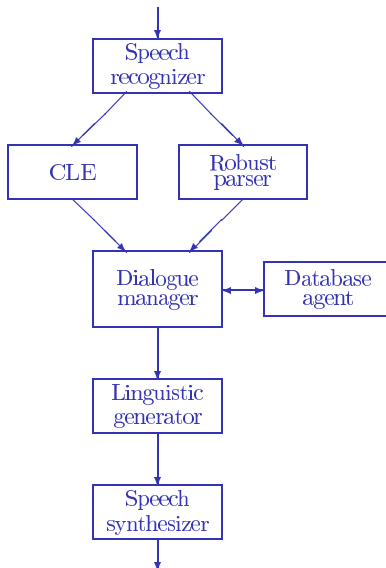 Speech
recognizer
CLE
Robust
parser
Dialogue
manager
Database
agent
Linguistic
generator
Speech
synthesizer